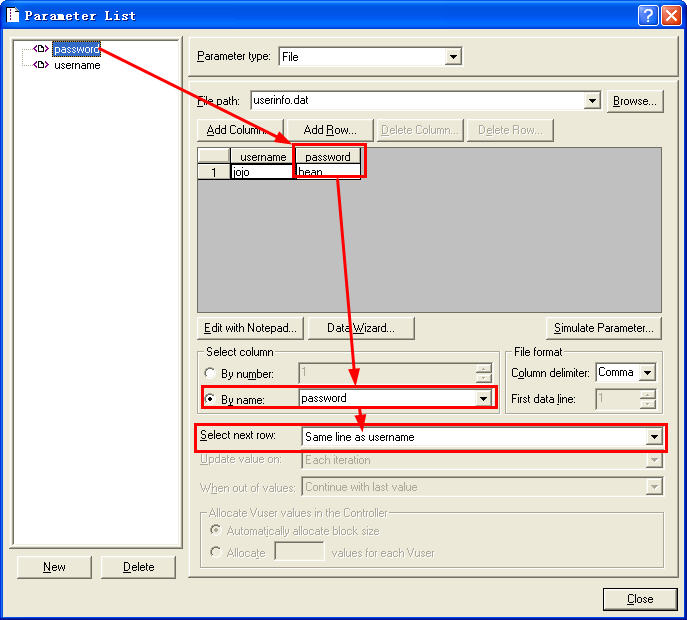 Parameter List
password
username
Parameter type: File
File path: userinfo.dat Browse...
Add Column... Add Row... Delete Column... Delete Row...
username password
1 jojo bean
Edit with Notepad... Data Wizard... Simulate Parameter...
Select column File format
By number: 1 Column delimiter: Comma
By name: password First data line: 1
Select next row: Same line as username
Update value on: Each iteration
When out of values: Continue with last value
Allocate Vuser values in the Controller
Automatically allocate block size
Allocate values for each Vuser
New Delete
Close